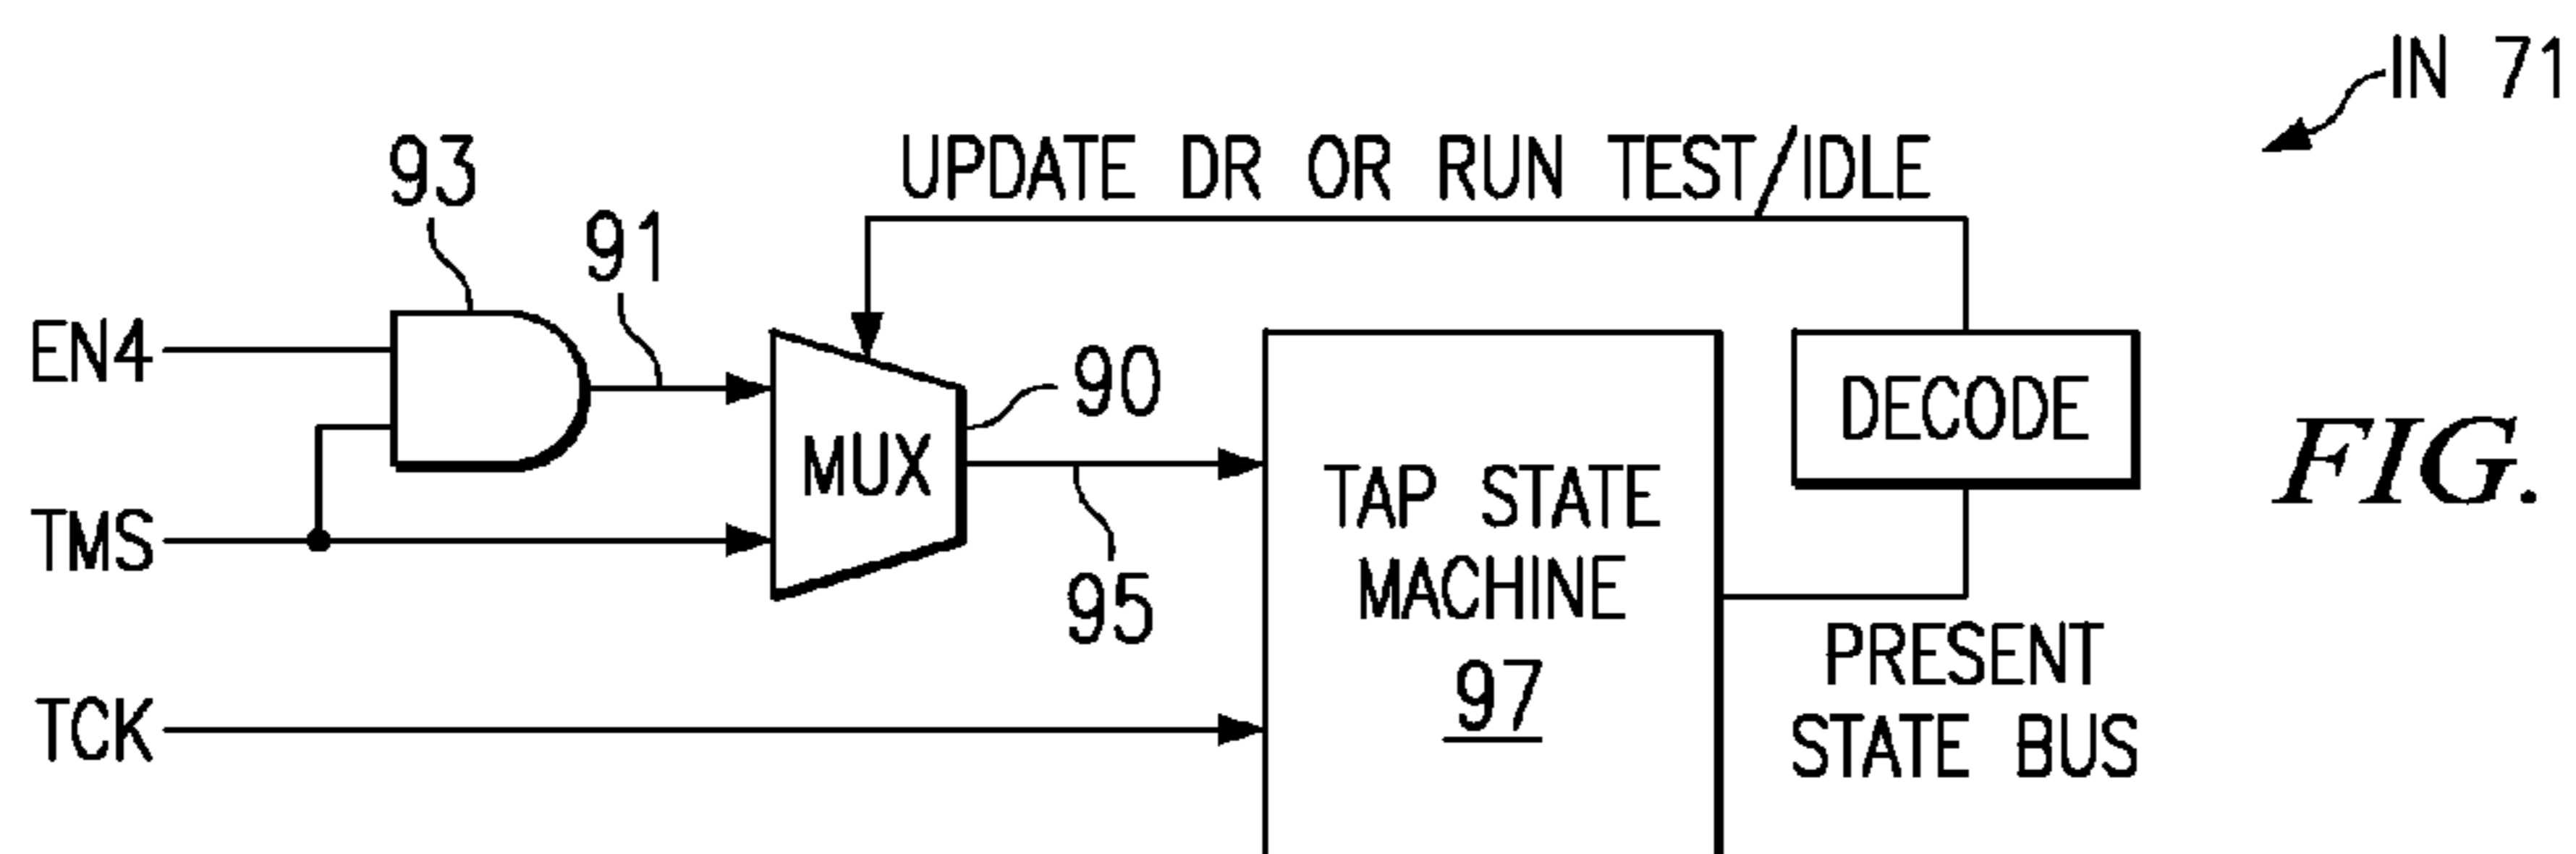 IN 71
UPDATE DR OR RUN TEST/IDLE
93
91
EN4
90
MUX
DECODE
FIG.
TMS
95
TAP STATE
MACHINE
97
PRESENT
STATE BUS
TCK